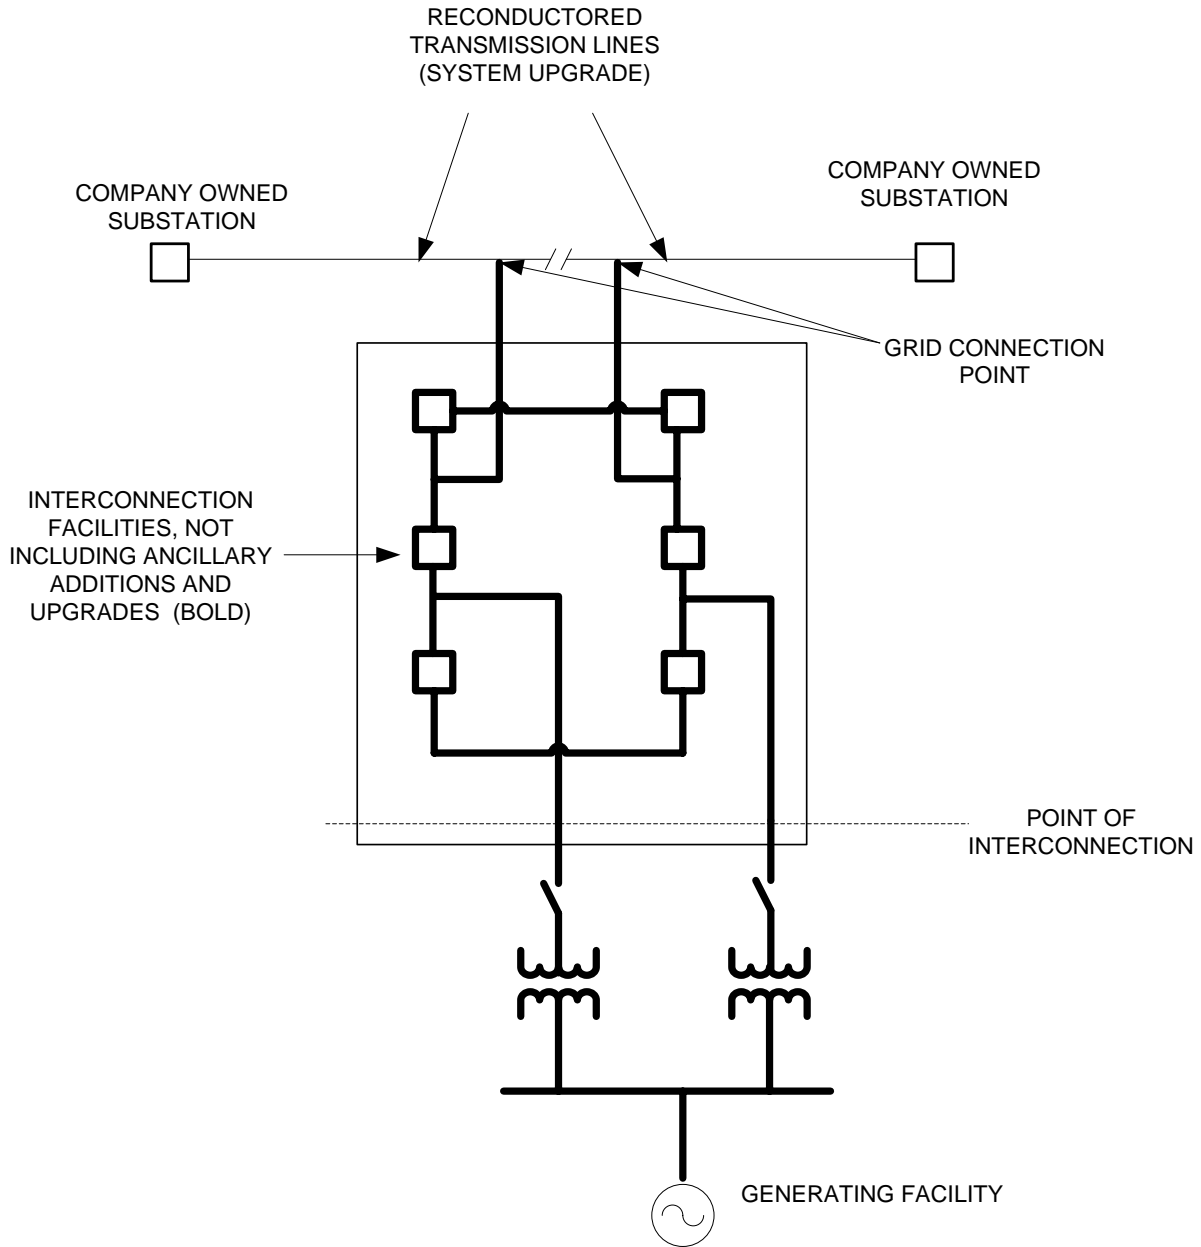 RECONDUCTORED
TRANSMISSION LINES
(SYSTEM UPGRADE)
COMPANY OWNED
SUBSTATION
COMPANY OWNED
SUBSTATION
GRID CONNECTION
POINT
INTERCONNECTION
FACILITIES, NOT
INCLUDING ANCILLARY
ADDITIONS AND
UPGRADES (BOLD)
POINT OF
INTERCONNECTION
GENERATING FACILITY